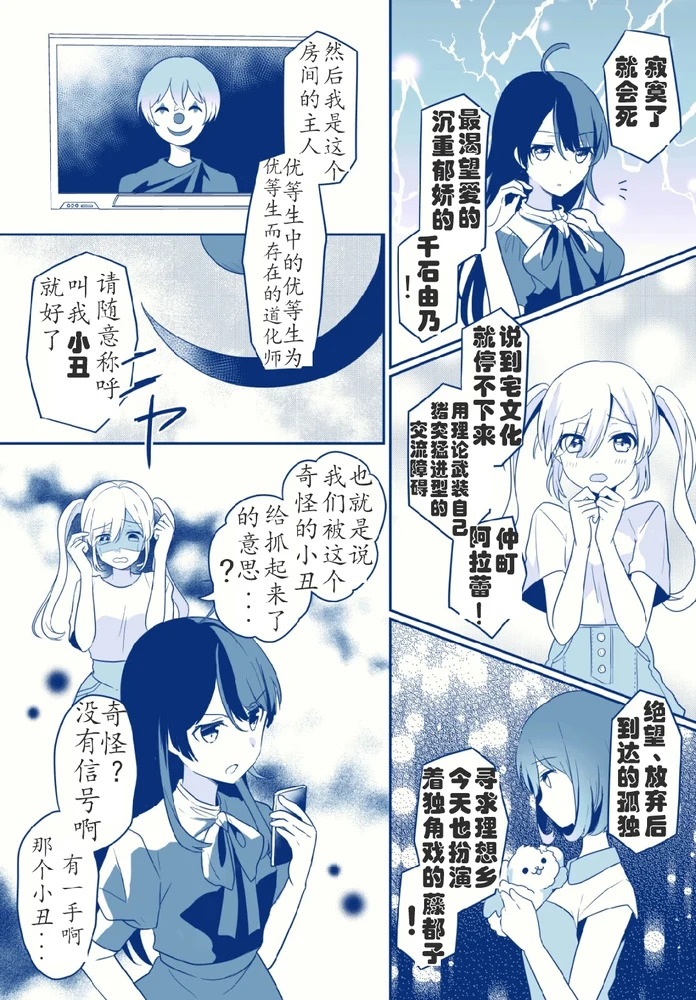 寂寞了
就会死
最渴望爱的
沉重郁娇的
千石由乃
！
说到宅文化
就停不下来
用理论武装自己
猪突猛进型的
交流障碍
仲町
阿拉蕾！
绝望、放弃后
到达的孤独
寻求理想乡
今天也扮演
着独角戏的
藤都子
！
然后我是这个
房间的主人
优等生中的优等生为
优等生而存在的道化师
请随意称呼
叫我小丑
就好了
也就是说
我们被这个
奇怪的小丑
给抓起来了
的意思...
？
奇怪？
没有信号啊
有一手啊
那个小丑...